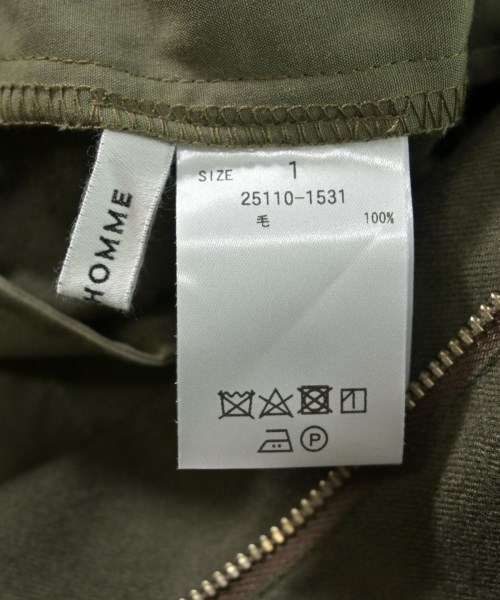 HOMME
SIZE 1
25110-1531
毛 100%
P